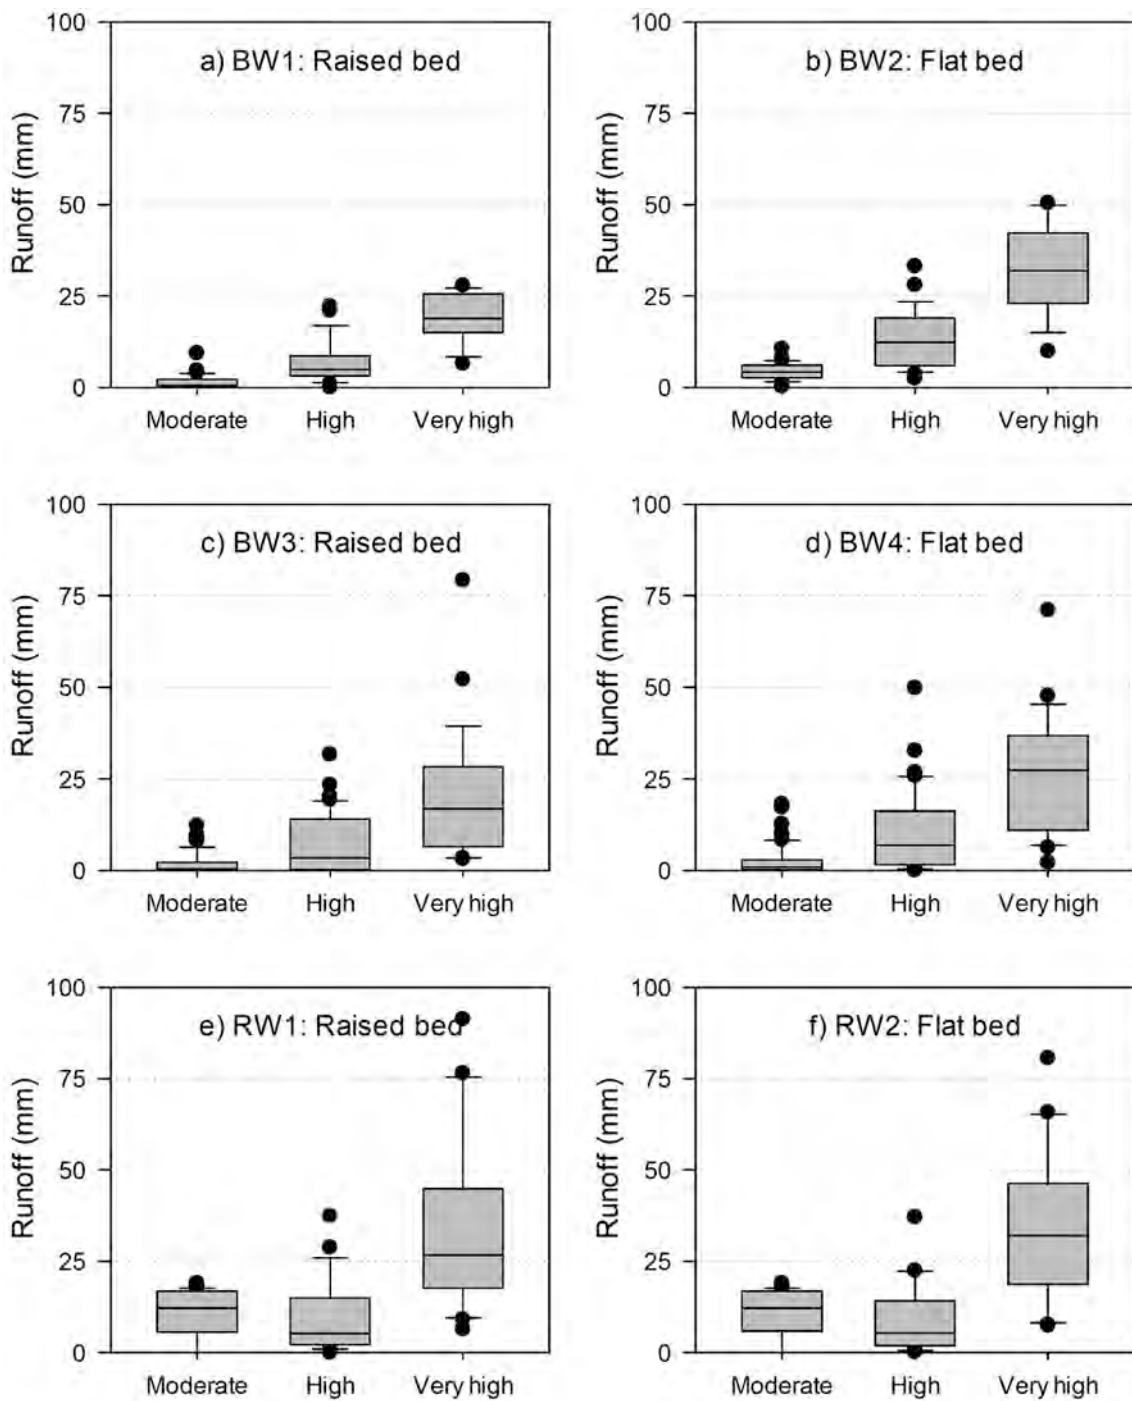 a) BW1: Raised bed
Runoff (mm)
100
75
50
25
0
Moderate High Very high
b) BW2: Flat bed
Runoff (mm)
100
75
50
25
0
Moderate High Very high
c) BW3: Raised bed
Runoff (mm)
100
75
50
25
0
Moderate High Very high
d) BW4: Flat bed
Runoff (mm)
100
75
50
25
0
Moderate High Very high
e) RW1: Raised bed
Runoff (mm)
100
75
50
25
0
Moderate High Very high
f) RW2: Flat bed
Runoff (mm)
100
75
50
25
0
Moderate High Very high